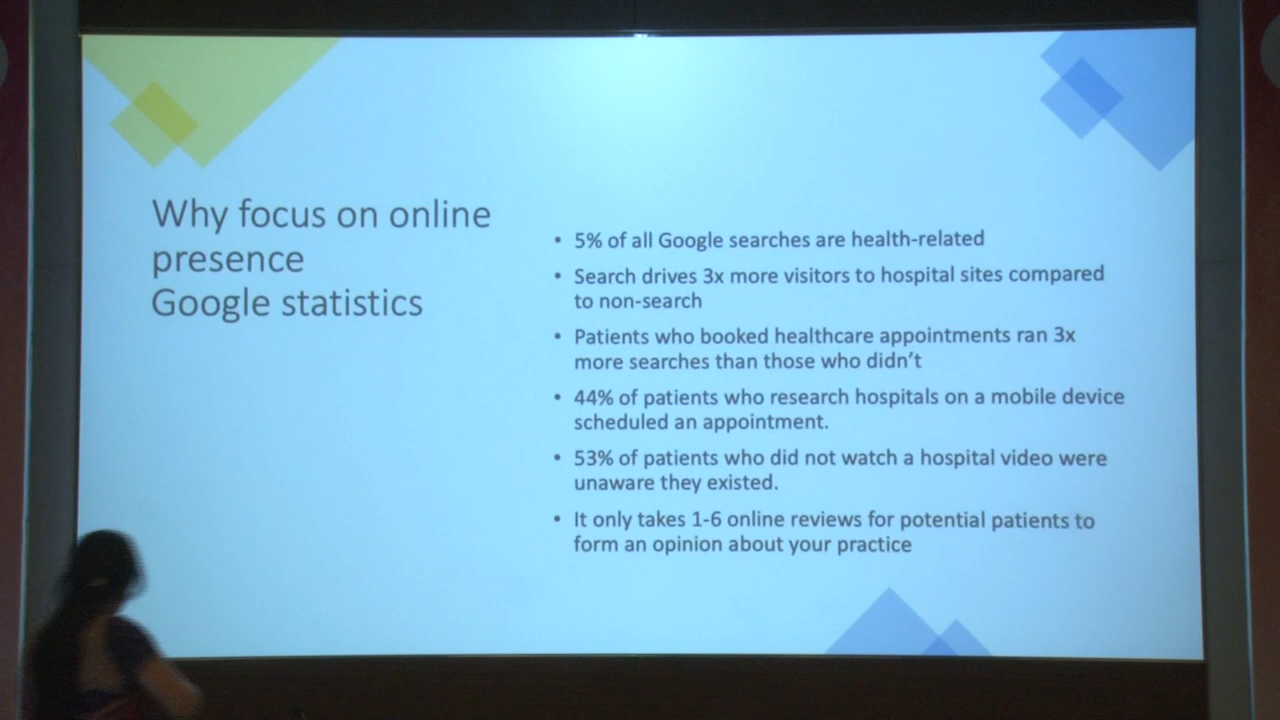 Why focus on online
presence
Google statistics
• 5% of all Google searches are health-related
• Search drives 3x more visitors to hospital sites compared
to non-search
• Patients who booked healthcare appointments ran 3x
more searches than those who didn't
• 44% of patients who research hospitals on a mobile device
scheduled an appointment.
• 53% of patients who did not watch a hospital video were
unaware they existed.
• It only takes 1-6 online reviews for potential patients to
form an opinion about your practice